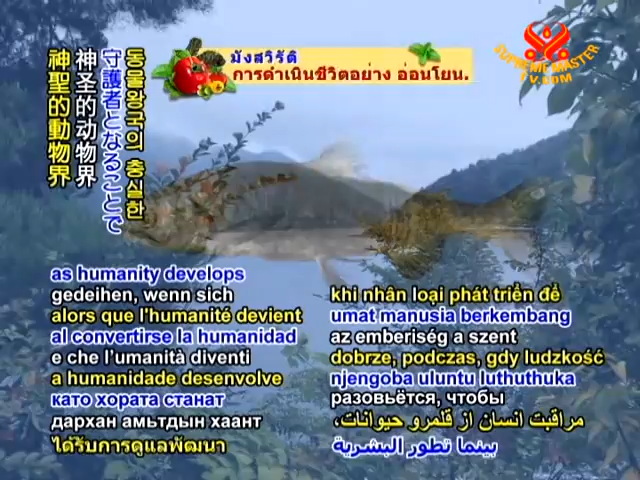 มังสวิรัติ
การดำเนินชีวิตอย่าง อ่อนโยน.
SUPREME MASTER
TV.COM
동물왕국의 충실한
守護者となることで
神圣的动物界
神聖的動物界
as humanity develops
gedeihen, wenn sich
alors que l'humanité devient
al convertirse la humanidad
e che l'umanità diventi
a humanidade desenvolve
като хората станат
дархан амьтдын хаант
ได้รับการดูแลพัฒนา
khi nhân loại phát triển để
umat manusia berkembang
az emberiség a szent
dobrze, podczas, gdy ludzkość
njengoba uluntu luthuthuka
разовьётся, чтобы
مراقبت انسان از قلمرو حیوانات،
بينما تطور البشرية